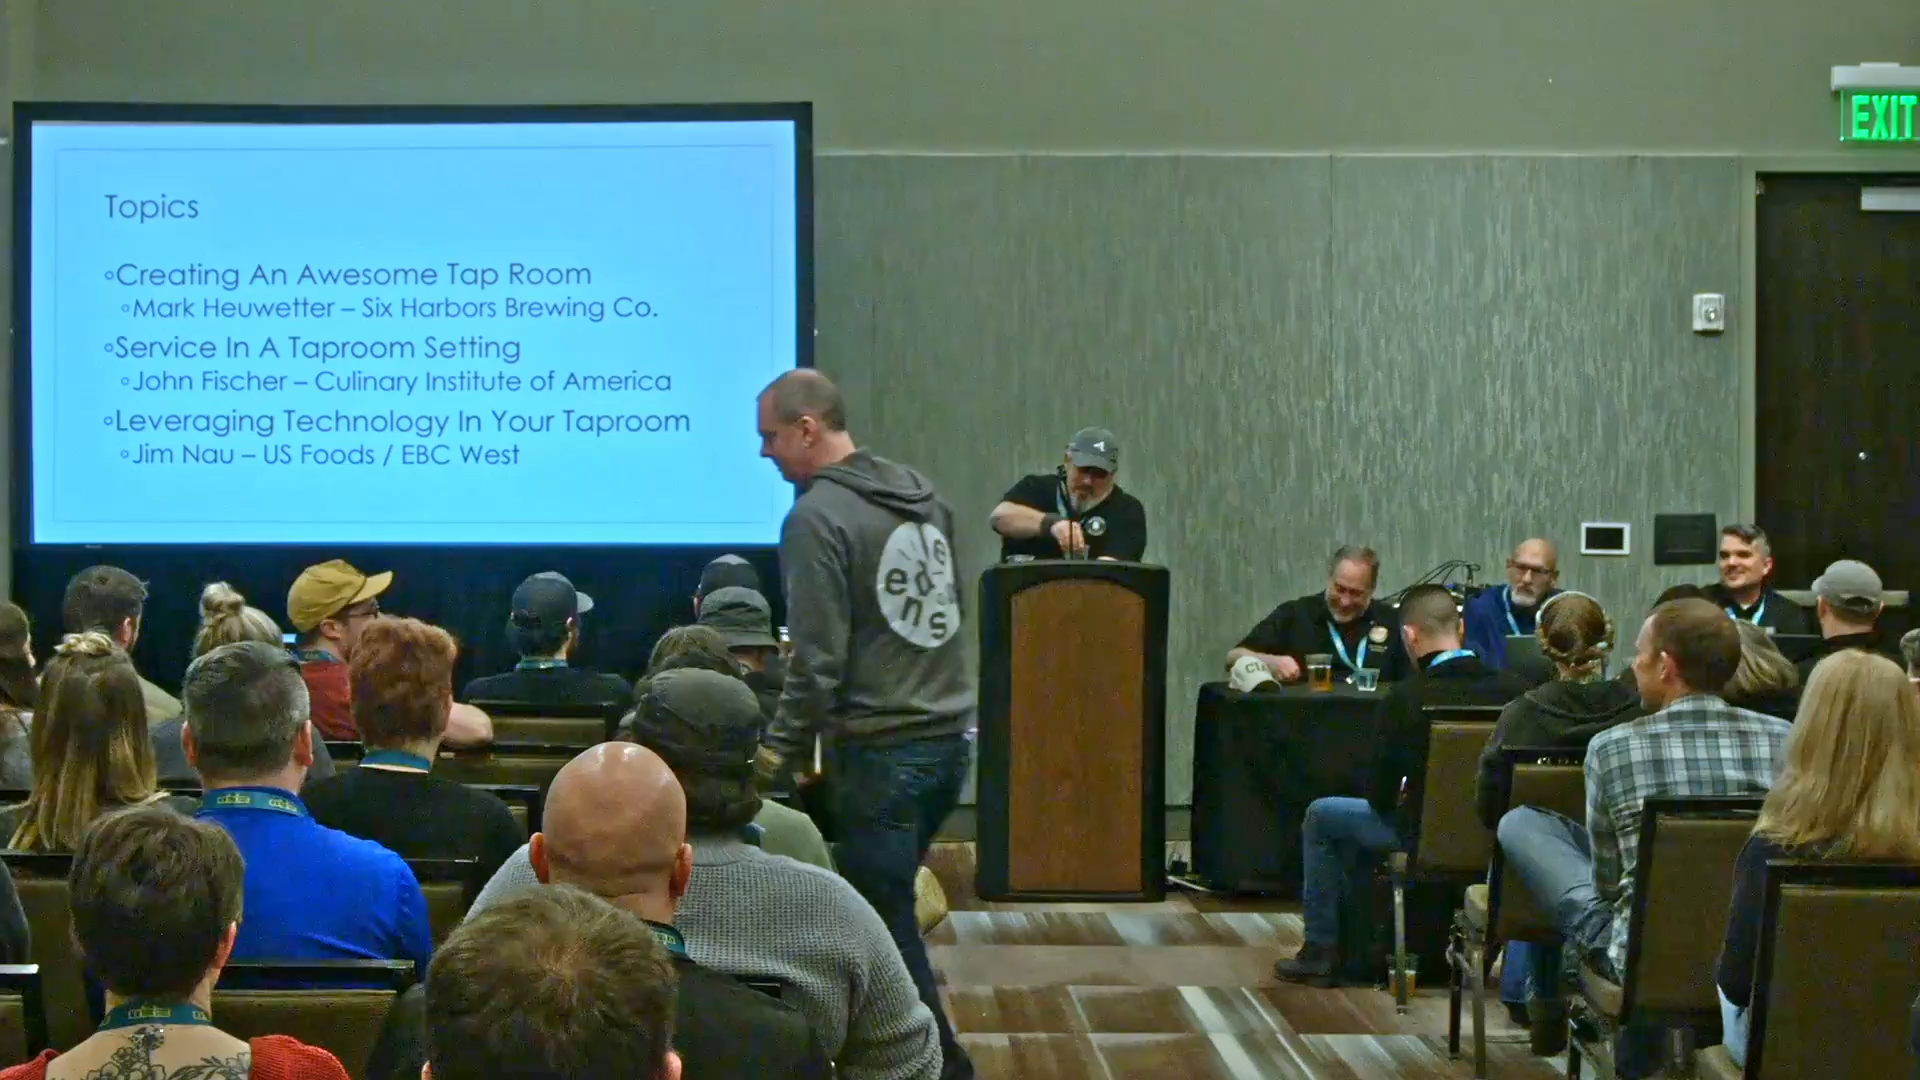 EXIT
Topics
◦Creating An Awesome Tap Room
◦Mark Heuwetter – Six Harbors Brewing Co.
◦Service In A Taproom Setting
◦John Fischer – Culinary Institute of America
◦Leveraging Technology In Your Taproom
◦Jim Nau – US Foods / EBC West